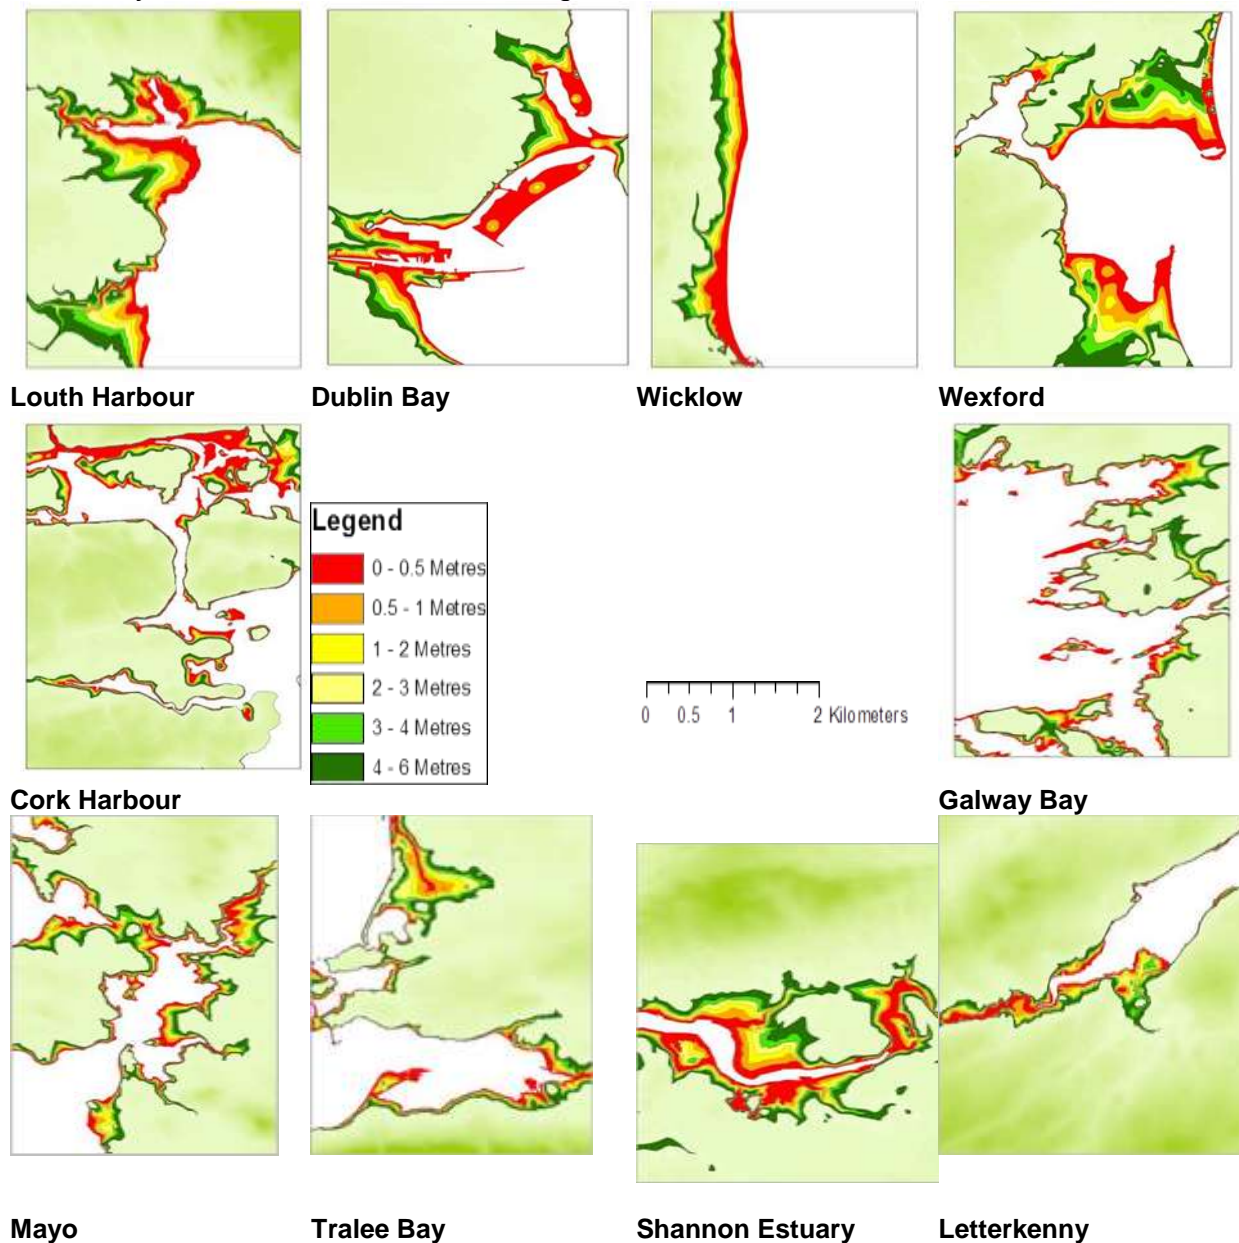 Louth Harbour Dublin Bay Wicklow Wexford
Legend
0 - 0.5 Metres
0.5 - 1 Metres
1 - 2 Metres
2 - 3 Metres
3 - 4 Metres
4 - 6 Metres
0 0.5 1 2 Kilometers
Cork Harbour Galway Bay
Mayo Tralee Bay Shannon Estuary Letterkenny